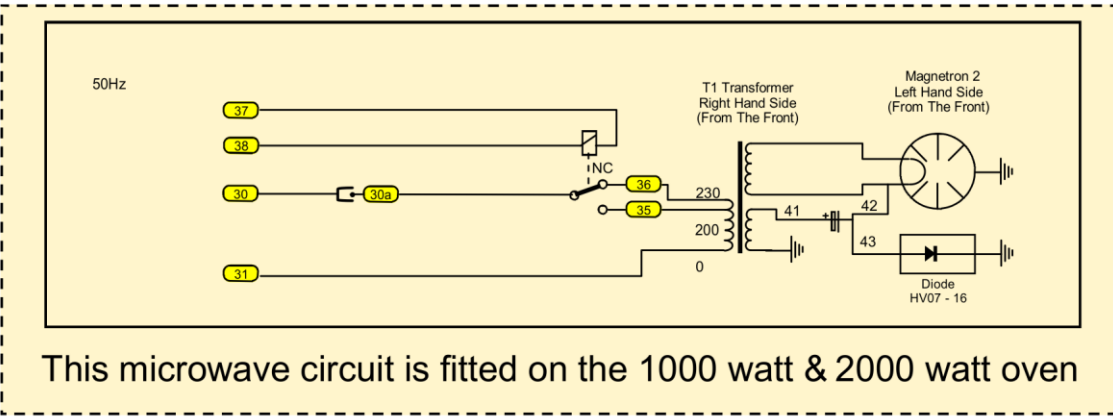 50Hz
T1 Transformer
Right Hand Side
(From The Front)
Magnetron 2
Left Hand Side
(From The Front)
37
38
NC
30
30a
36
230
35
41
+
42
200
43
0
31
Diode
HV07 - 16
This microwave circuit is fitted on the 1000 watt & 2000 watt oven